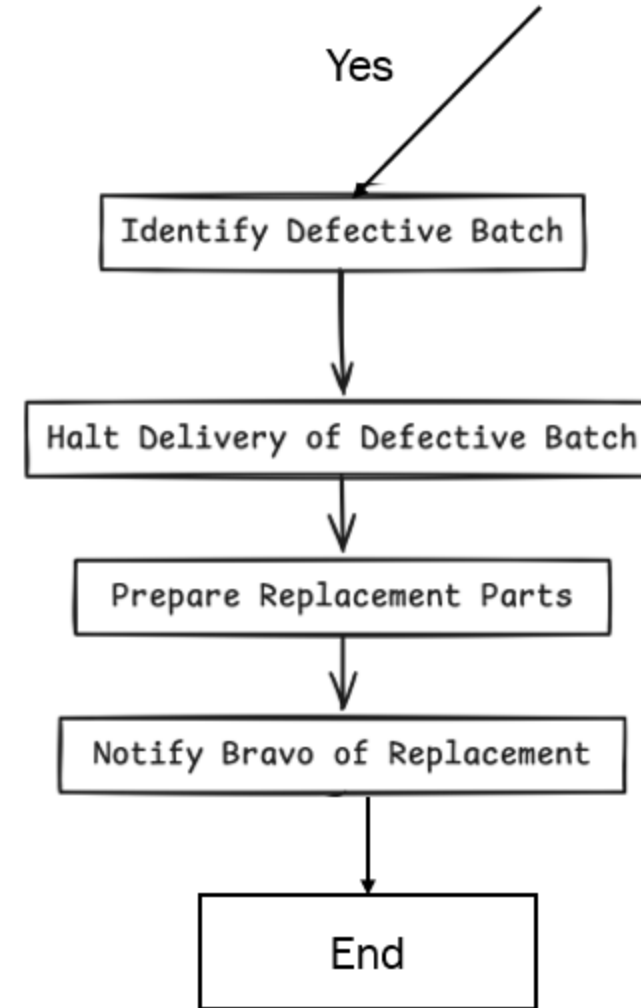 Yes
Identify Defective Batch
Halt Delivery of Defective Batch
Prepare Replacement Parts
Notify Bravo of Replacement
End